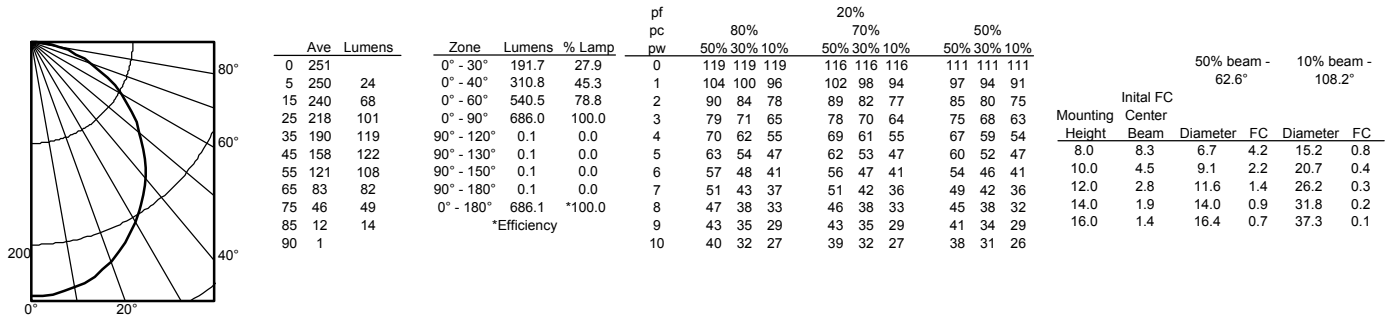 80°
60°
200
40°
0° 20°
Ave Lumens
0 251
5 250 24
15 240 68
25 218 101
35 190 119
45 158 122
55 121 108
65 83 82
75 46 49
85 12 14
90 1
Zone Lumens % Lamp
0° - 30° 191.7 27.9
0° - 40° 310.8 45.3
0° - 60° 540.5 78.8
0° - 90° 686.0 100.0
90° - 120° 0.1 0.0
90° - 130° 0.1 0.0
90° - 150° 0.1 0.0
90° - 180° 0.1 0.0
0° - 180° 686.1 *100.0
*Efficiency
pf 20%
pc 80% 70% 50%
pw 50% 30% 10% 50% 30% 10% 50% 30% 10%
0 119 119 119 116 116 116 111 111 111
1 104 100 96 102 98 94 97 94 91
2 90 84 78 89 82 77 85 80 75
3 79 71 65 78 70 64 75 68 63
4 70 62 55 69 61 55 67 59 54
5 63 54 47 62 53 47 60 52 47
6 57 48 41 56 47 41 54 46 41
7 51 43 37 51 42 36 49 42 36
8 47 38 33 46 38 33 45 38 32
9 43 35 29 43 35 29 41 34 29
10 40 32 27 39 32 27 38 31 26
50% beam - 10% beam -
62.6° 108.2°
Inital FC
Mounting Center
Height Beam Diameter FC Diameter FC
8.0 8.3 6.7 4.2 15.2 0.8
10.0 4.5 9.1 2.2 20.7 0.4
12.0 2.8 11.6 1.4 26.2 0.3
14.0 1.9 14.0 0.9 31.8 0.2
16.0 1.4 16.4 0.7 37.3 0.1